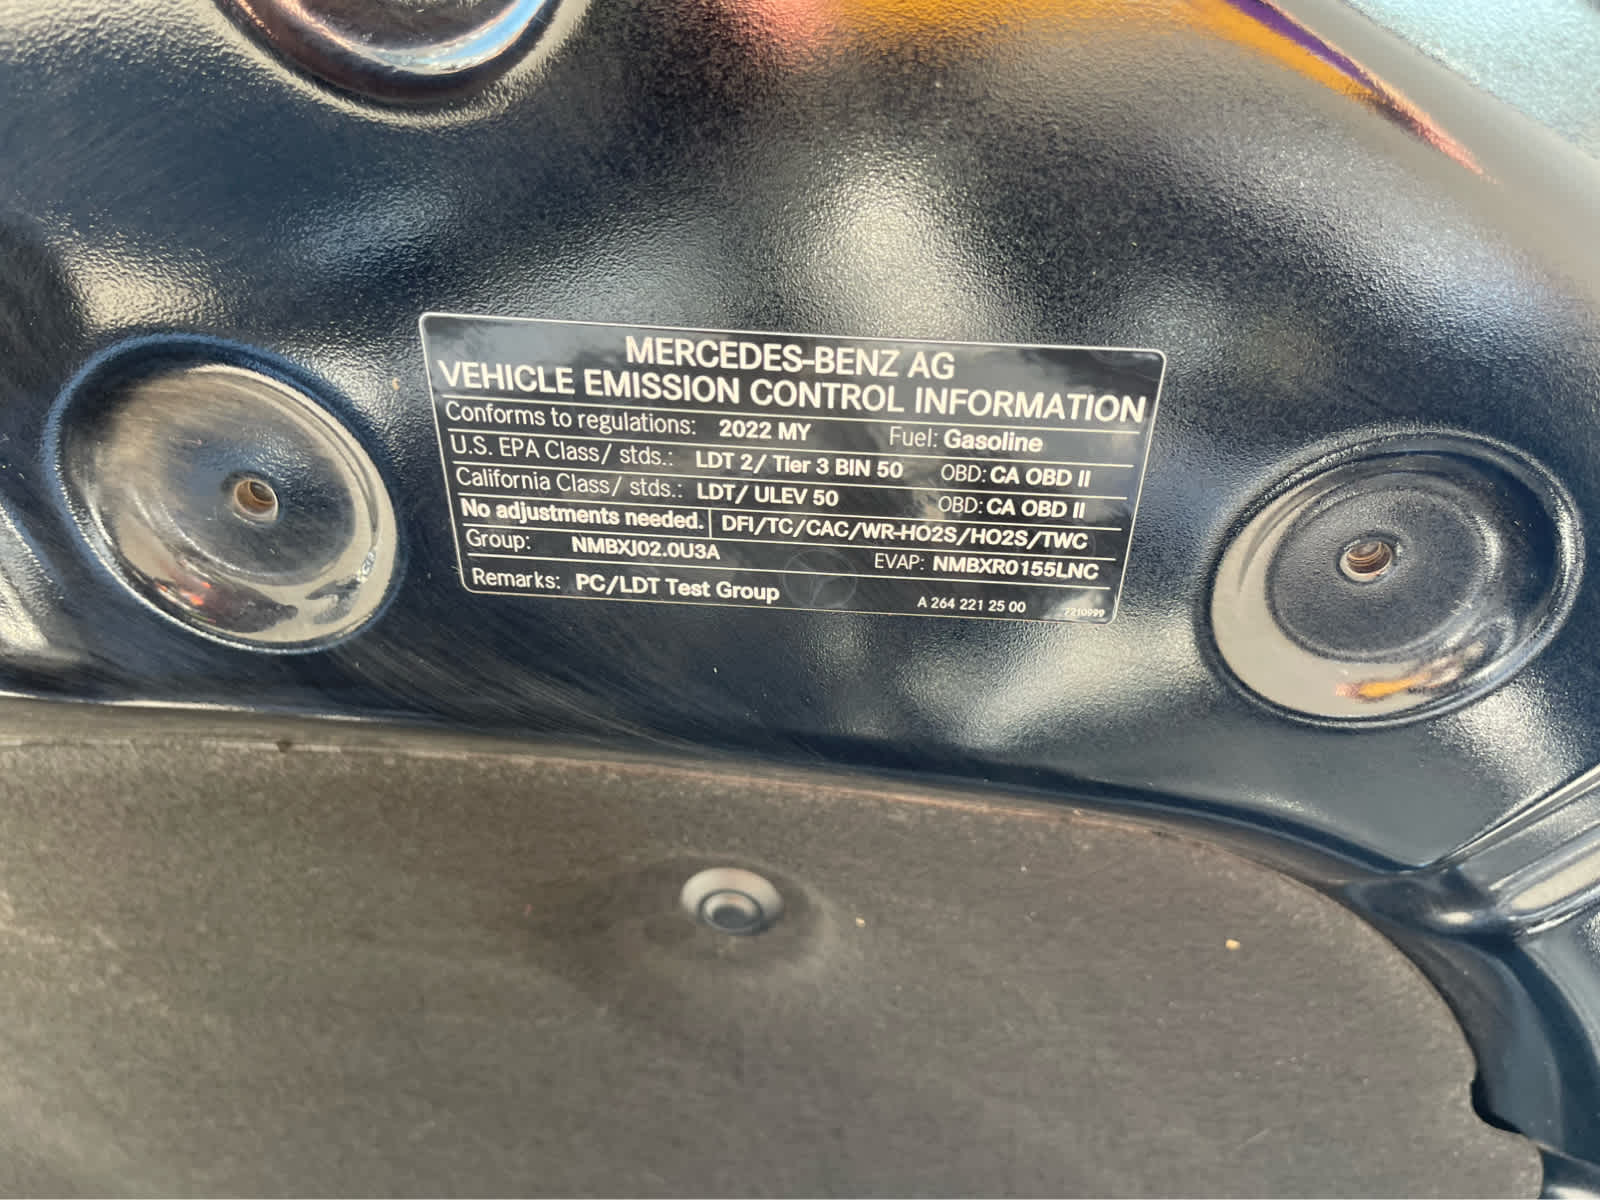 MERCEDES-BENZ AG
VEHICLE EMISSION CONTROL INFORMATION
Conforms to regulations: 2022 MY Fuel: Gasoline
U.S. EPA Class/ stds.: LDT 2/ Tier 3 BIN 50 OBD: CA OBD II
California Class/ stds.: LDT/ ULEV 50 OBD: CA OBD II
No adjustments needed. DFI/TC/CAC/WR-HO2S/HO2S/TWC
Group: NMBXJ02.0U3A EVAP: NMBXR0155LNC
Remarks: PC/LDT Test Group A 264 221 25 00 2210999